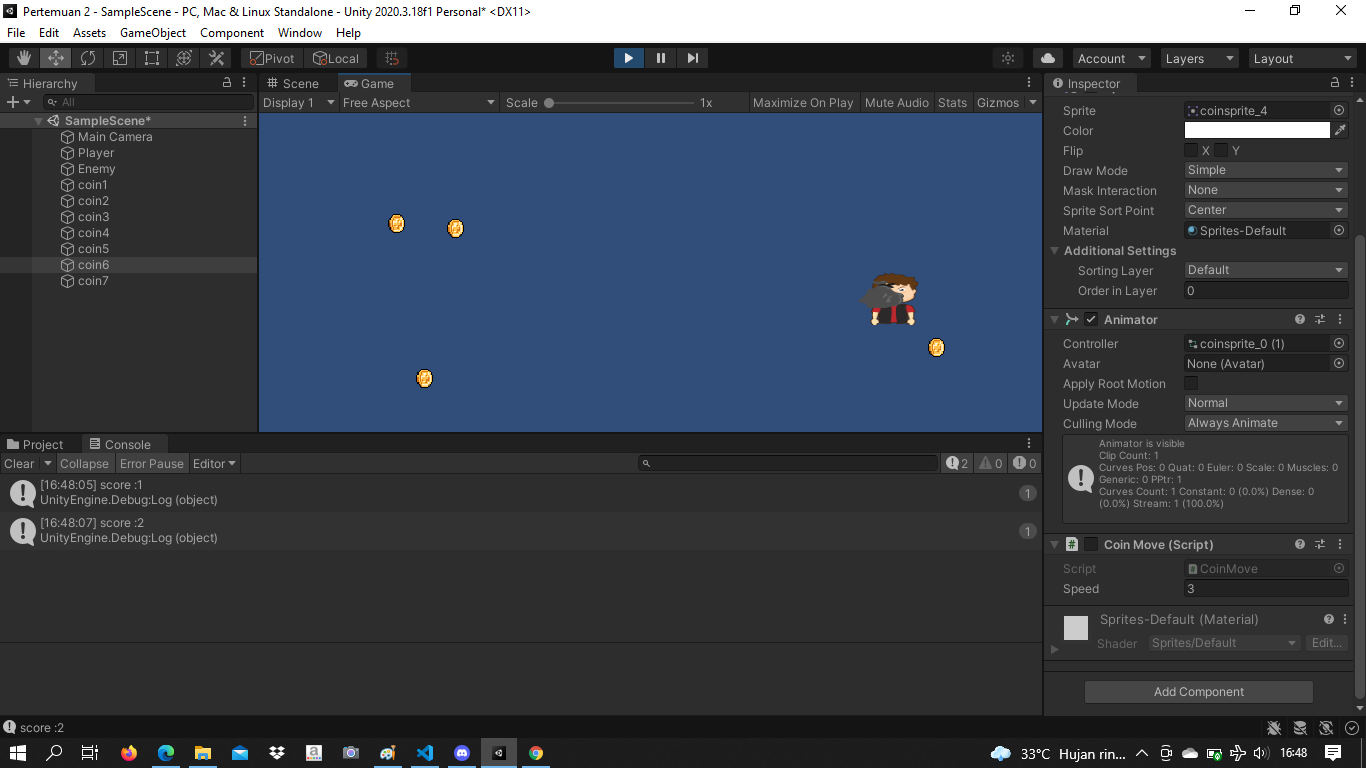 Pertemuan 2 - SampleScene - PC, Mac & Linux Standalone - Unity 2020.3.18f1 Personal* <DX11>
File Edit Assets GameObject Component Window Help
Pivot Local Account Layers Layout
Hierarchy
All
SampleScene*
Main Camera
Player
Enemy
coin1
coin2
coin3
coin4
coin5
coin6
coin7
Scene Game
Display 1 Free Aspect Scale 1x Maximize On Play Mute Audio Stats Gizmos
Inspector
Sprite coinsprite_4
Color
Flip X Y
Draw Mode Simple
Mask Interaction None
Sprite Sort Point Center
Material Sprites-Default
Additional Settings
Sorting Layer Default
Order in Layer 0
Animator
Controller coinsprite_0 (1)
Avatar None (Avatar)
Apply Root Motion
Update Mode Normal
Culling Mode Always Animate
Animator is visible
Clip Count: 1
Curves Pos: 0 Quat: 0 Euler: 0 Scale: 0 Muscles: 0
Generic: 0 PPtr: 1
Curves Count: 1 Constant: 0 (0.0%) Dense: 0
(0.0%) Stream: 1 (100.0%)
Coin Move (Script)
Script CoinMove
Speed 3
Sprites-Default (Material)
Shader Sprites/Default Edit...
Add Component
Project Console
Clear Collapse Error Pause Editor 2 0 0
[16:48:05] score :1
UnityEngine.Debug:Log (object)
1
[16:48:07] score :2
UnityEngine.Debug:Log (object)
1
score :2
33°C Hujan rin... 16:48